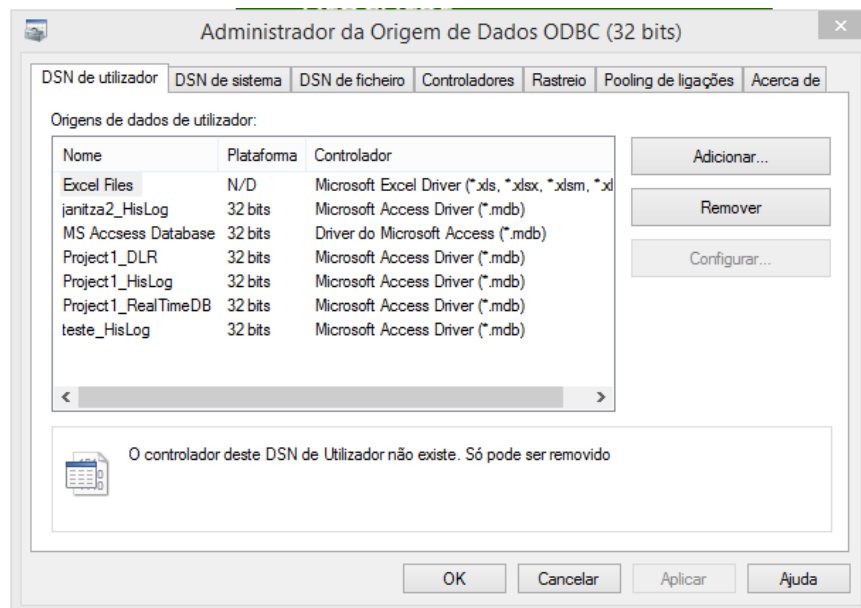 Administrador da Origem de Dados ODBC (32 bits)
DSN de utilizador DSN de sistema DSN de ficheiro Controladores Rastreio Pooling de ligações Acerca de
Origens de dados de utilizador:
Nome Plataforma Controlador
Excel Files N/D Microsoft Excel Driver (*.xls, *.xlsx, *.xlsm, *.xl
janitza2_HisLog 32 bits Microsoft Access Driver (*.mdb)
MS Accsess Database 32 bits Driver do Microsoft Access (*.mdb)
Project1_DLR 32 bits Microsoft Access Driver (*.mdb)
Project1_HisLog 32 bits Microsoft Access Driver (*.mdb)
Project1_RealTimeDB 32 bits Microsoft Access Driver (*.mdb)
teste_HisLog 32 bits Microsoft Access Driver (*.mdb)
Adicionar...
Remover
Configurar...
O controlador deste DSN de Utilizador não existe. Só pode ser removido
OK Cancelar Aplicar Ajuda